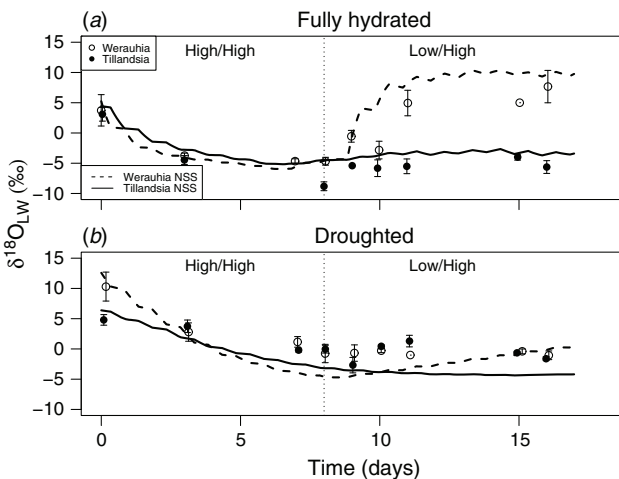 (a) Fully hydrated
Werauhia
Tillandsia
High/High Low/High
15
10
5
0
−5
−10
Werauhia NSS
Tillandsia NSS
δ¹⁸O_LW (‰)
(b) Droughted
High/High Low/High
15
10
5
0
−5
−10
0 5 10 15
Time (days)